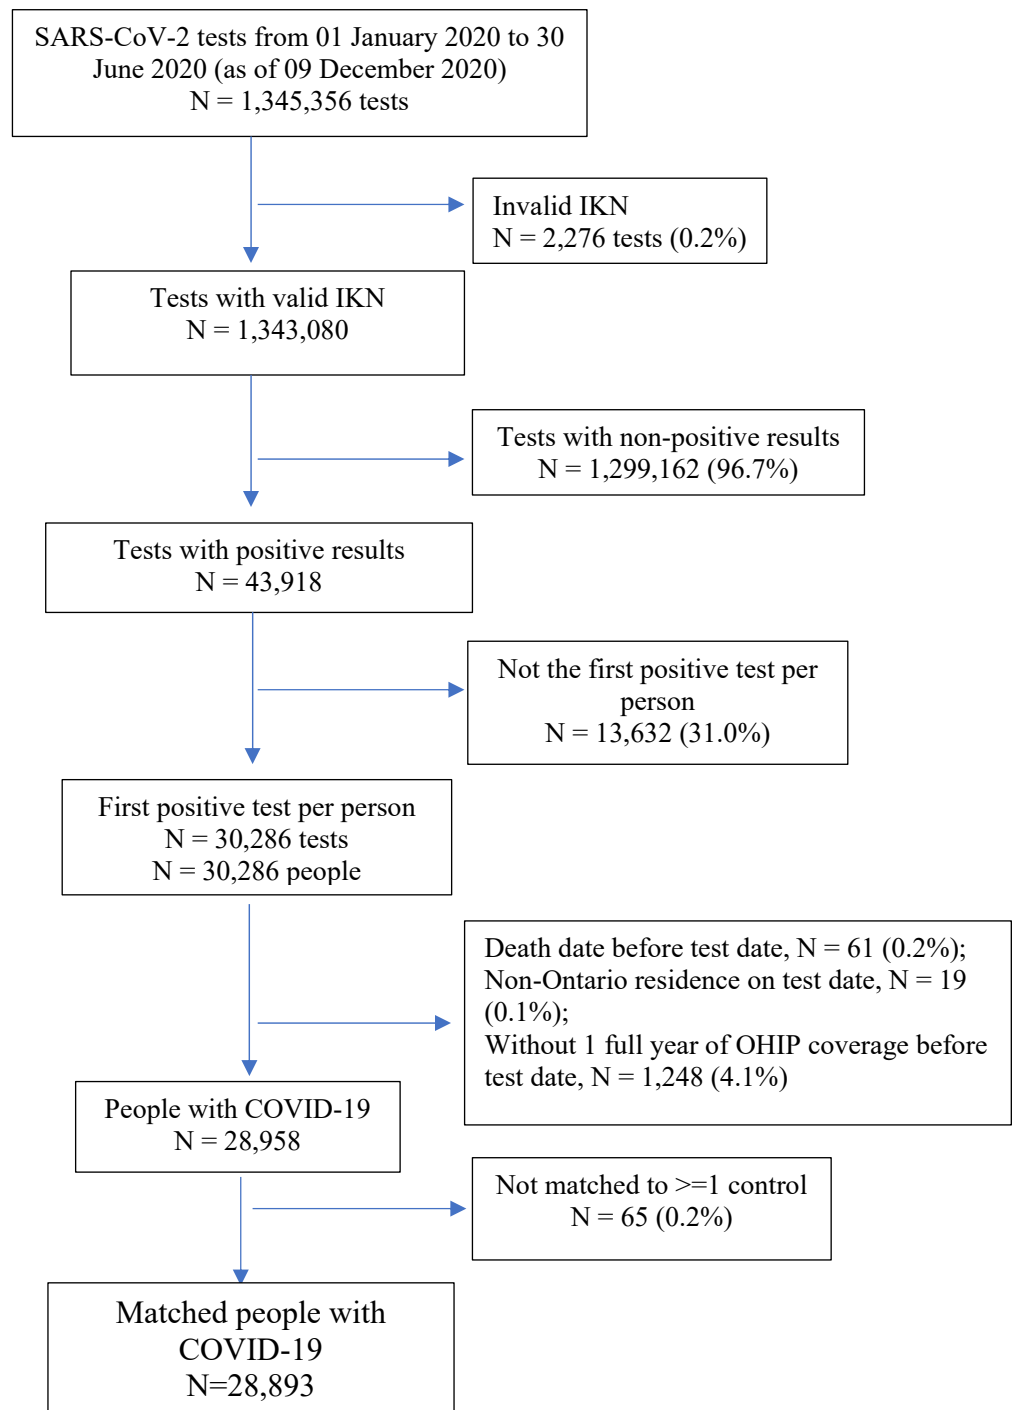 SARS-CoV-2 tests from 01 January 2020 to 30
June 2020 (as of 09 December 2020)
N = 1,345,356 tests
Invalid IKN
N = 2,276 tests (0.2%)
Tests with valid IKN
N = 1,343,080
Tests with non-positive results
N = 1,299,162 (96.7%)
Tests with positive results
N = 43,918
Not the first positive test per
person
N = 13,632 (31.0%)
First positive test per person
N = 30,286 tests
N = 30,286 people
Death date before test date, N = 61 (0.2%);
Non-Ontario residence on test date, N = 19
(0.1%);
Without 1 full year of OHIP coverage before
test date, N = 1,248 (4.1%)
People with COVID-19
N = 28,958
Not matched to >=1 control
N = 65 (0.2%)
Matched people with
COVID-19
N=28,893